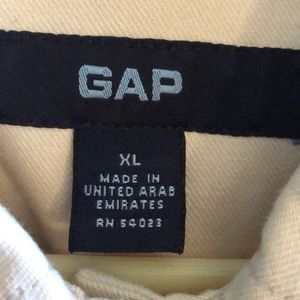 GAP
XL
MADE IN
UNITED ARAB
EMIRATES
RN 54023